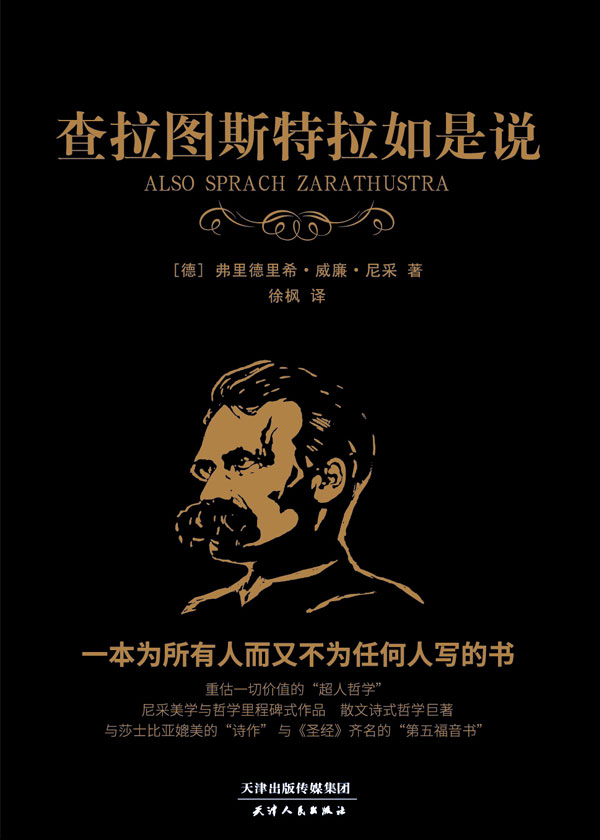 查拉图斯特拉如是说
ALSO SPRACH ZARATHUSTRA
[德] 弗里德里希·威廉·尼采 著
徐枫 译
一本为所有人而又不为任何人写的书
重估一切价值的“超人哲学”
尼采美学与哲学里程碑式作品 散文诗式哲学巨著
与莎士比亚媲美的“诗作” 与《圣经》齐名的“第五福音书”
天津出版传媒集团
天津人民出版社